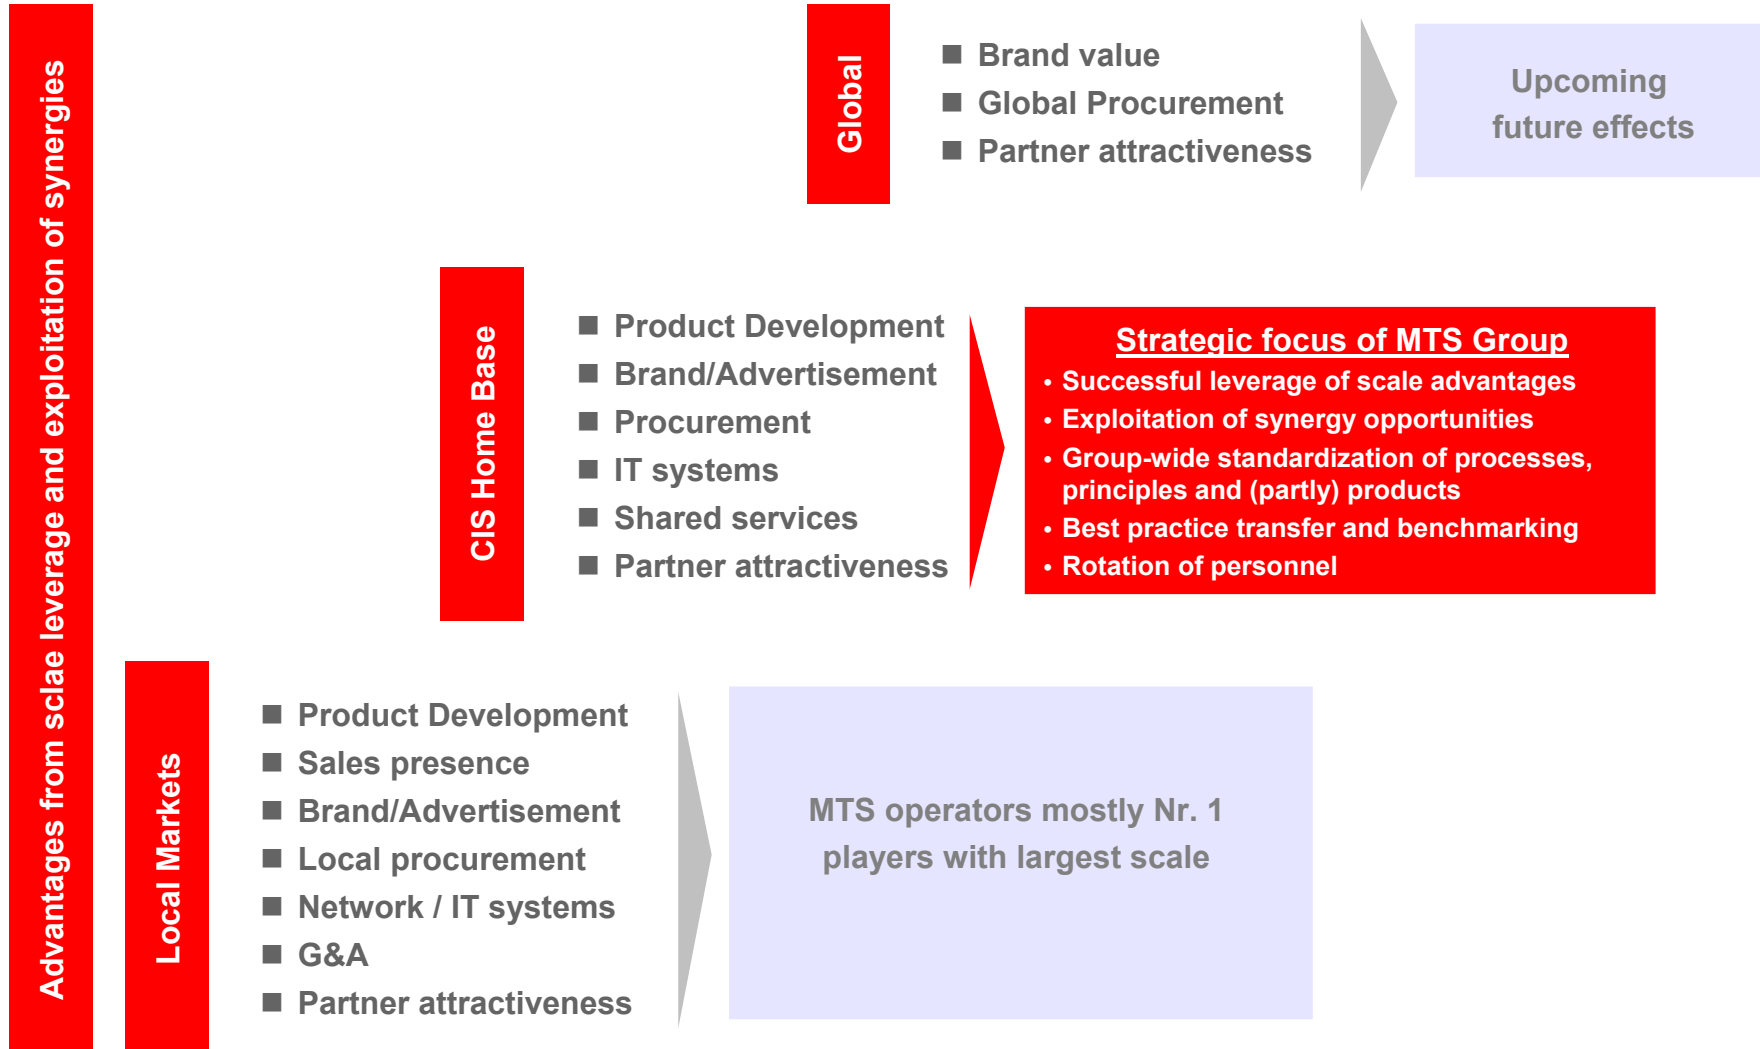 Advantages from sclae leverage and exploitation of synergies
Global
Brand value
Global Procurement
Partner attractiveness
Upcoming
future effects
CIS Home Base
Product Development
Brand/Advertisement
Procurement
IT systems
Shared services
Partner attractiveness
Strategic focus of MTS Group
• Successful leverage of scale advantages
• Exploitation of synergy opportunities
• Group-wide standardization of processes,
principles and (partly) products
• Best practice transfer and benchmarking
• Rotation of personnel
Local Markets
Product Development
Sales presence
Brand/Advertisement
Local procurement
Network / IT systems
G&A
Partner attractiveness
MTS operators mostly Nr. 1
players with largest scale